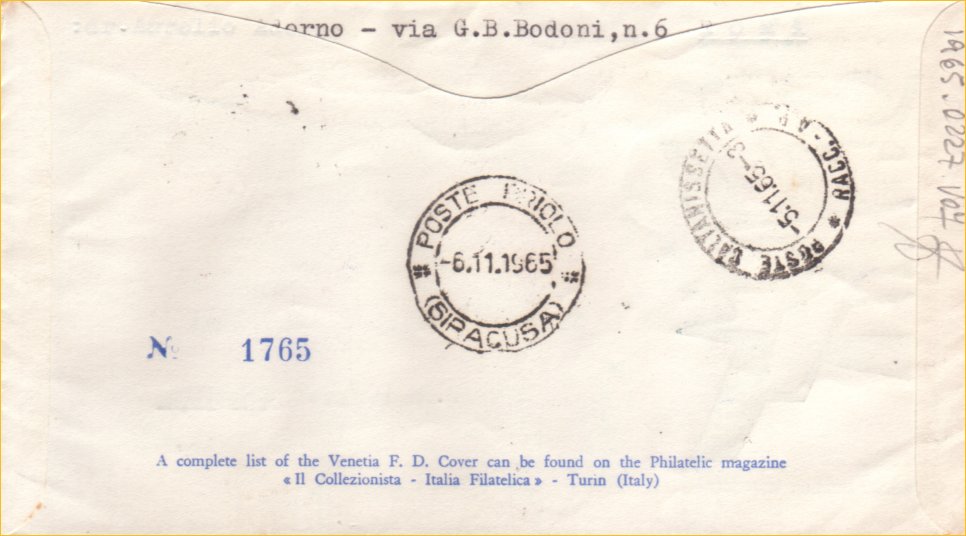 Adorno - via G.B.Bodoni,n.6
POSTE CALTANISSETTA * RACC.-A.D. *
-5.11.65-3
POSTE PRIOLO
-6.11.1965
(SIRACUSA)
No 1765
A complete list of the Venetia F. D. Cover can be found on the Philatelic magazine
« Il Collezionista - Italia Filatelica » - Turin (Italy)
1965.0227.Vol